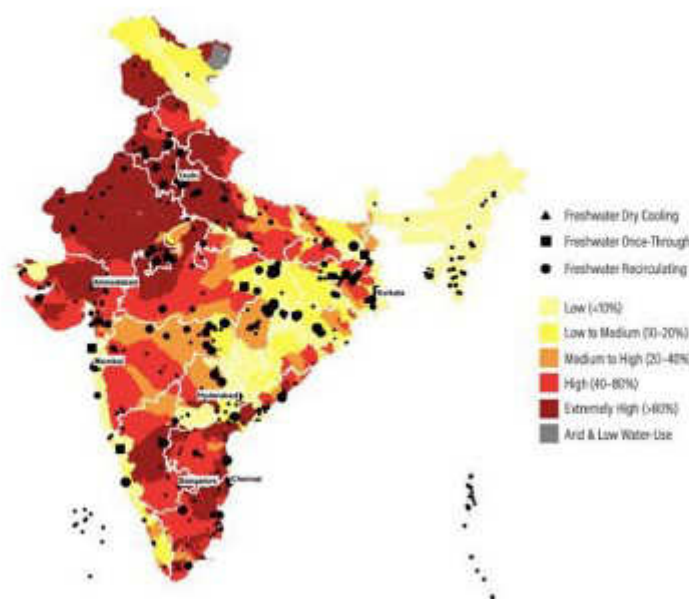 Delhi
Ahmedabad
Kolkata
Mumbai
Hyderabad
Bangalore
Chennai
Freshwater Dry Cooling
Freshwater Once-Through
Freshwater Recirculating
Low (<10%)
Low to Medium (10–20%)
Medium to High (20–40%)
High (40–80%)
Extremely High (>80%)
Arid & Low Water-Use